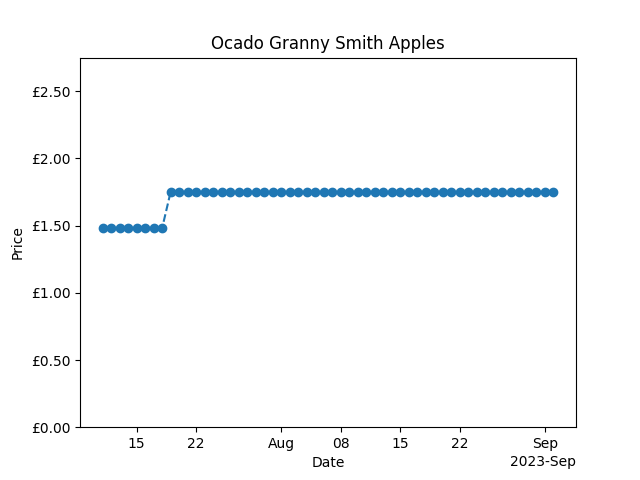 Ocado Granny Smith Apples
£2.50
£2.00
£1.50
£1.00
£0.50
£0.00
Price
15 22 Aug 08 15 22 Sep
Date
2023-Sep